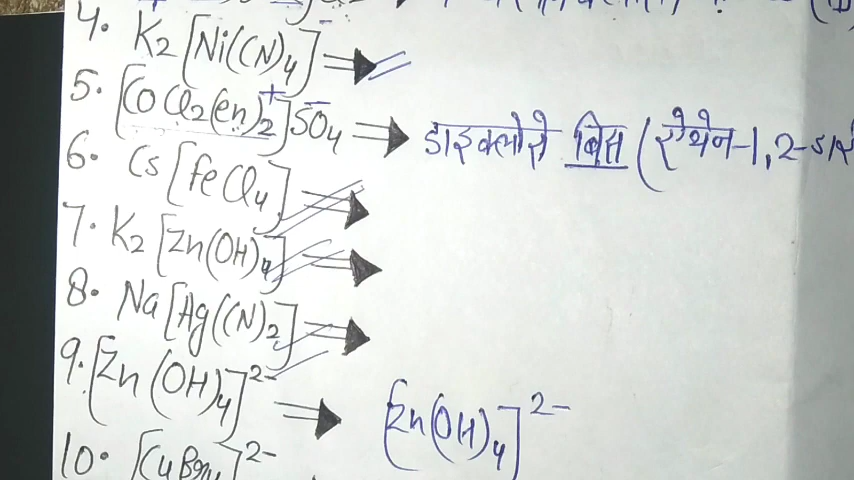 4. K2[Ni(CN)4]
5. [CoCl2(en)2]+SO4 डाइक्लोरो बिस (एथेन-1,2-डाइ
6. Cs[FeCl4]
7. K2[Zn(OH)4]
8. Na[Ag(CN)2]
9. [Zn(OH)4]2- [Zn(OH)4]2-
10. [CuBr4]2-